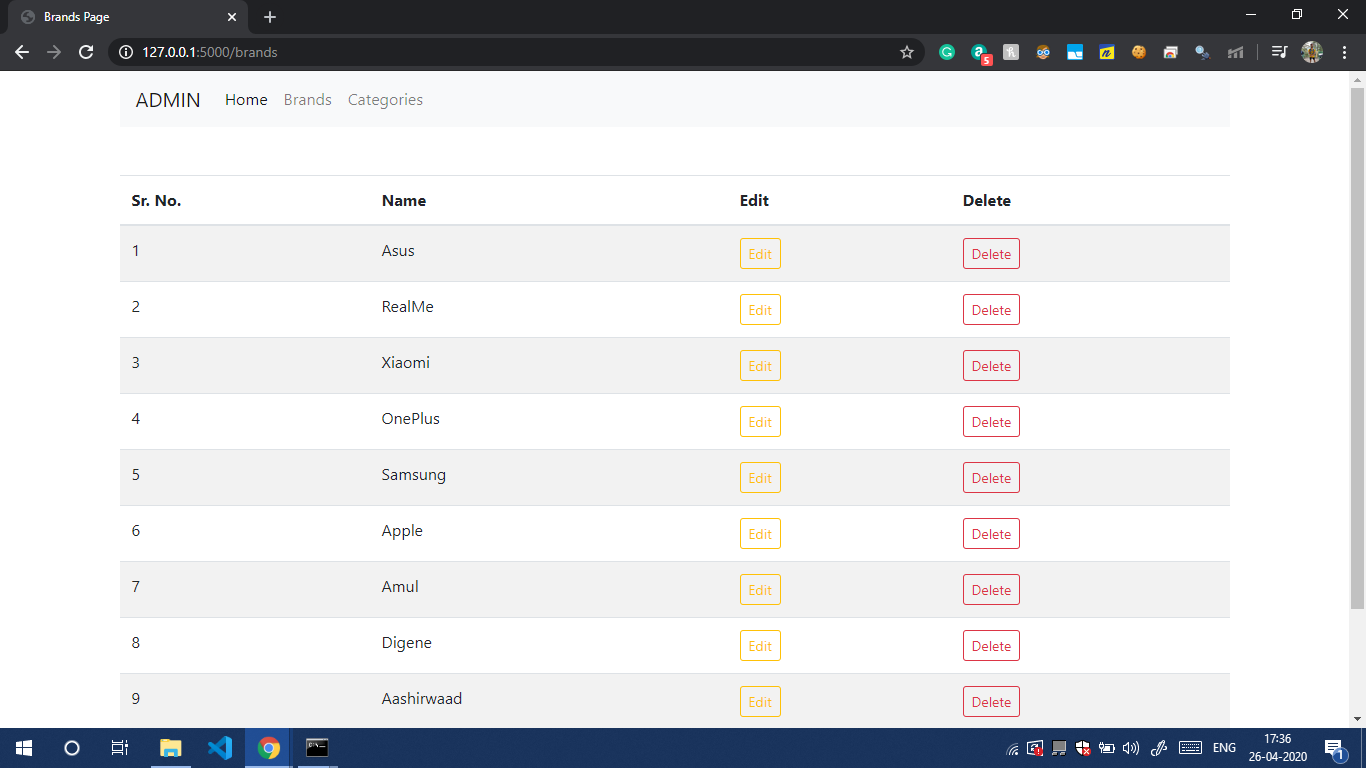 Brands Page
127.0.0.1:5000/brands
5
ADMIN Home Brands Categories
Sr. No. Name Edit Delete
1 Asus Edit Delete
2 RealMe Edit Delete
3 Xiaomi Edit Delete
4 OnePlus Edit Delete
5 Samsung Edit Delete
6 Apple Edit Delete
7 Amul Edit Delete
8 Digene Edit Delete
9 Aashirwaad Edit Delete
ENG
17:36
26-04-2020
1